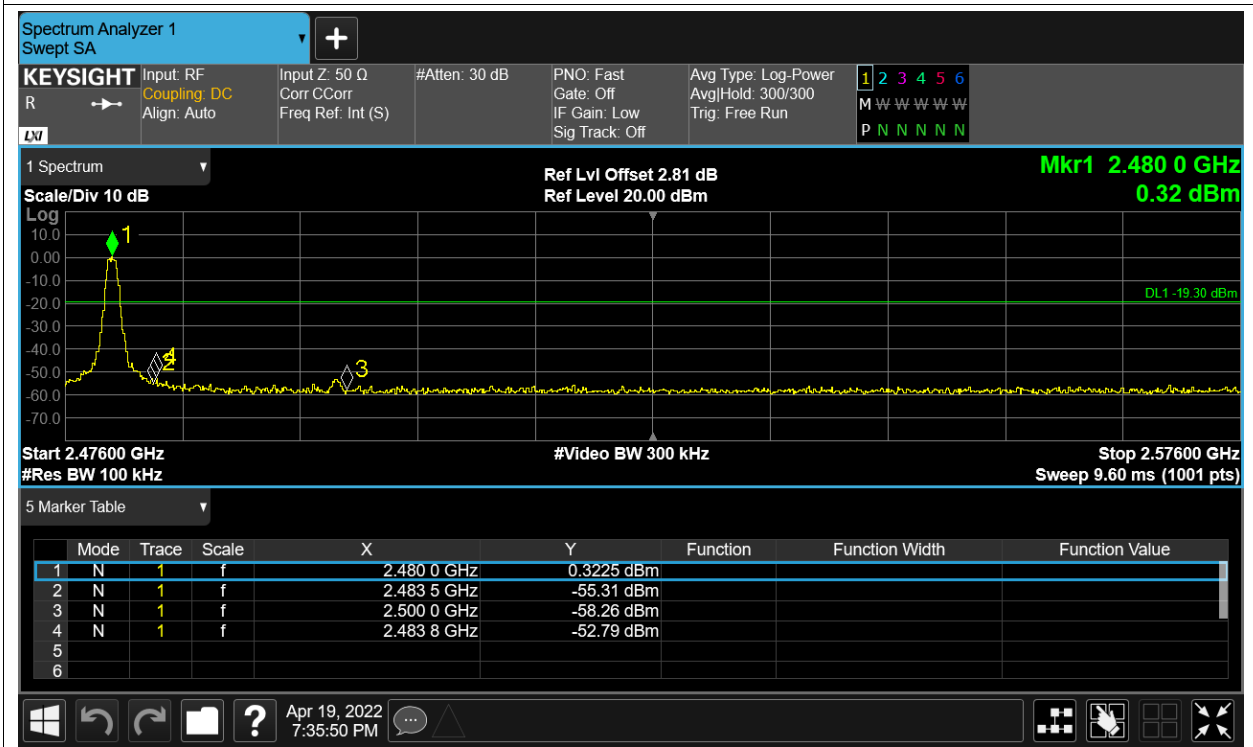 Spectrum Analyzer 1
Swept SA
+
KEYSIGHT Input: RF Input Z: 50 Ω #Atten: 30 dB PNO: Fast Avg Type: Log-Power 1 2 3 4 5 6
R Coupling: DC Corr CCorr Gate: Off Avg|Hold: 300/300 M W W W W W
Align: Auto Freq Ref: Int (S) IF Gain: Low Trig: Free Run
LXI Sig Track: Off P N N N N N
1 Spectrum Ref Lvl Offset 2.81 dB Mkr1 2.480 0 GHz
Scale/Div 10 dB Ref Level 20.00 dBm 0.32 dBm
Log
10.0 1
0.00
-10.0
DL1 -19.30 dBm
-20.0
-30.0
-40.0 4
-50.0 2 3
-60.0
-70.0
Start 2.47600 GHz #Video BW 300 kHz Stop 2.57600 GHz
#Res BW 100 kHz Sweep 9.60 ms (1001 pts)
5 Marker Table
Mode Trace Scale X Y Function Function Width Function Value
1 N 1 f 2.480 0 GHz 0.3225 dBm
2 N 1 f 2.483 5 GHz -55.31 dBm
3 N 1 f 2.500 0 GHz -58.26 dBm
4 N 1 f 2.483 8 GHz -52.79 dBm
5
6
? Apr 19, 2022
7:35:50 PM